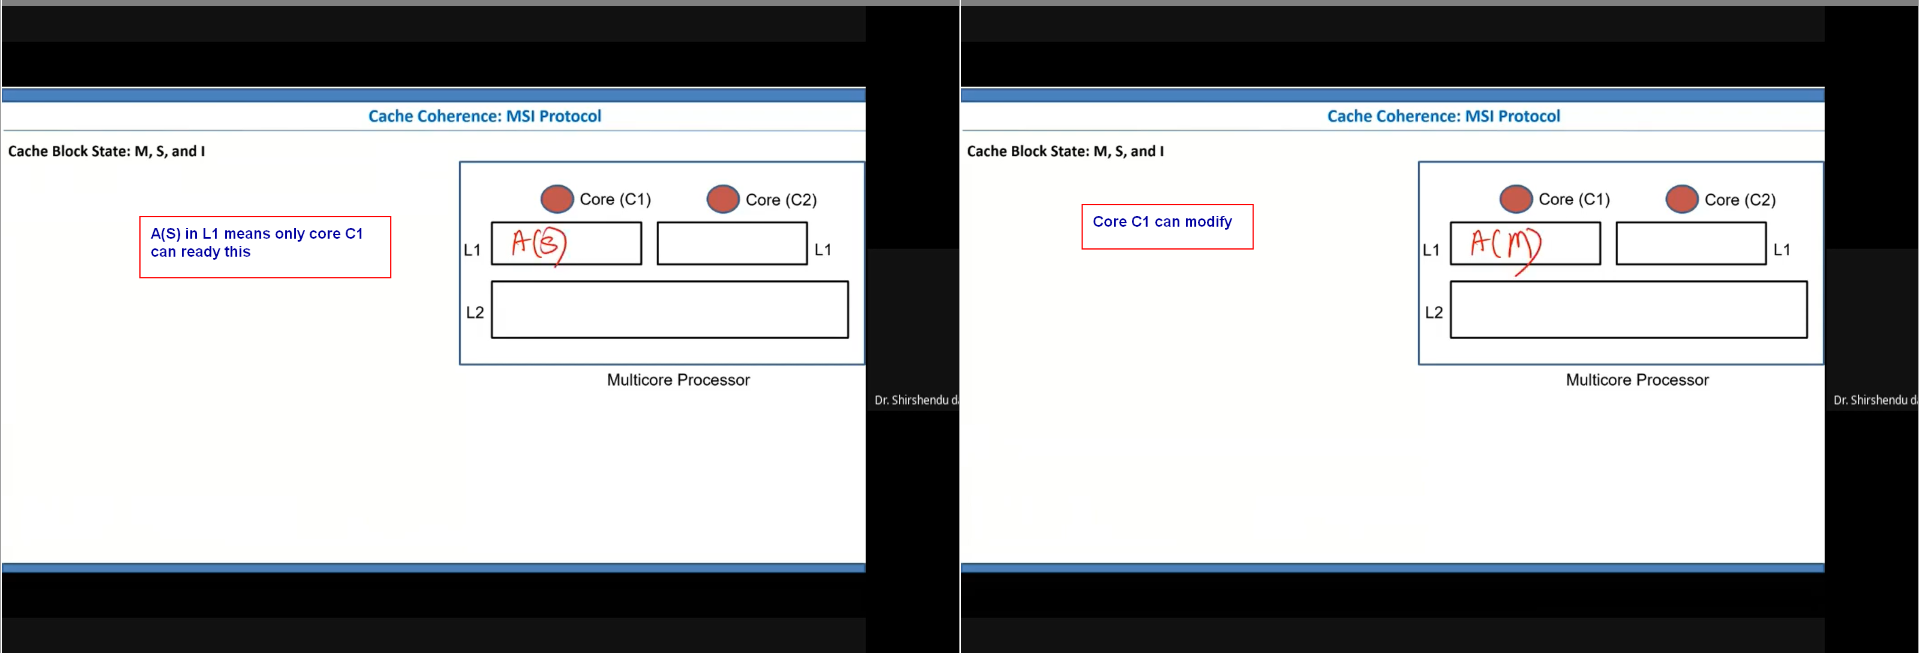 Cache Coherence: MSI Protocol
Cache Block State: M, S, and I
Core (C1)
Core (C2)
A(S) in L1 means only core C1
can ready this
L1
A(S)
L1
L2
Multicore Processor
Dr. Shirshendu da
Cache Coherence: MSI Protocol
Cache Block State: M, S, and I
Core (C1)
Core (C2)
Core C1 can modify
L1
A(M)
L1
L2
Multicore Processor
Dr. Shirshendu d